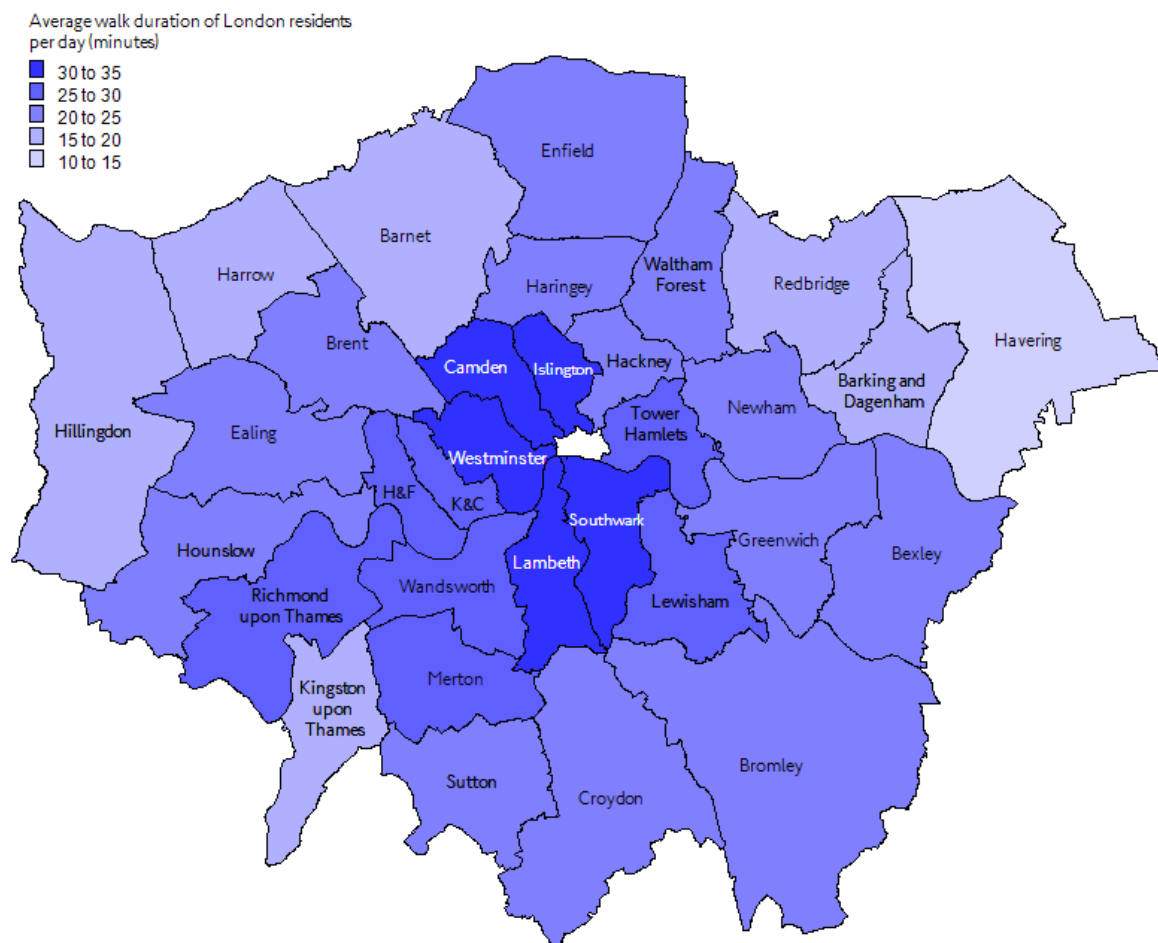 Average walk duration of London residents
per day (minutes)
30 to 35
25 to 30
20 to 25
15 to 20
10 to 15
Enfield
Barnet
Harrow
Haringey
Waltham
Forest
Redbridge
Havering
Brent
Camden
Islington
Hackney
Barking and
Dagenham
Hillingdon
Ealing
Tower
Hamlets
Newham
Westminster
H&F
K&C
Southwark
Hounslow
Lambeth
Greenwich
Bexley
Wandsworth
Richmond
upon Thames
Lewisham
Merton
Kingston
upon
Thames
Sutton
Croydon
Bromley